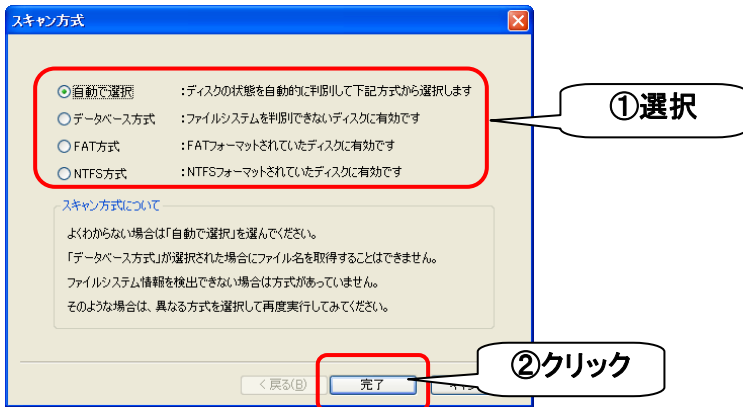 スキャン方式
自動で選択 :ディスクの状態を自動的に判別して下記方式から選択します
①選択
データベース方式 :ファイルシステムを判別できないディスクに有効です
FAT方式 :FATフォーマットされていたディスクに有効です
NTFS方式 :NTFSフォーマットされていたディスクに有効です
スキャン方式について
よくわからない場合は「自動で選択」を選んでください。
「データベース方式」が選択された場合にファイル名を取得することはできません。
ファイルシステム情報を検出できない場合は方式があっていません。
そのような場合は、異なる方式を選択して再度実行してみてください。
②クリック
< 戻る(B) 完了